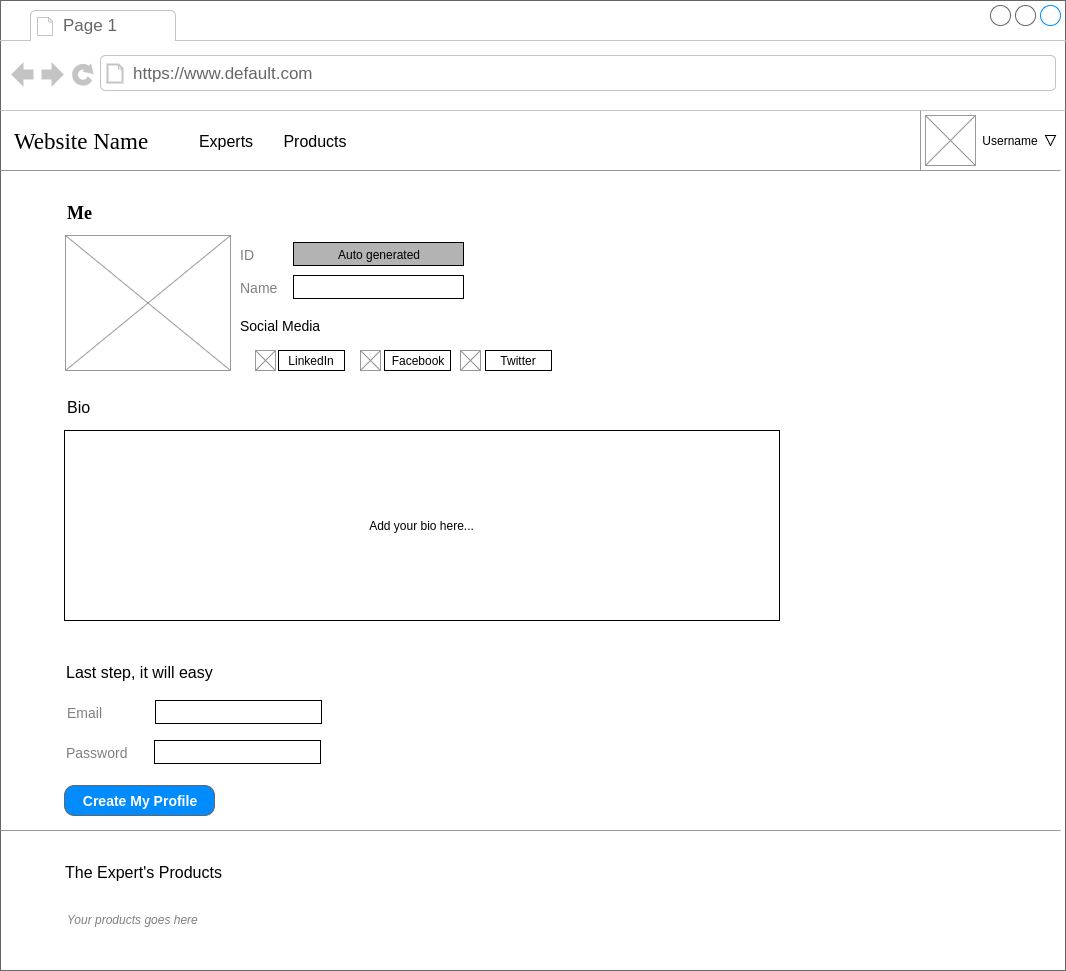 Page 1
https://www.default.com
Website Name
Experts
Products
Username
Me
ID
Auto generated
Name
Social Media
LinkedIn
Facebook
Twitter
Bio
Add your bio here...
Last step, it will easy
Email
Password
Create My Profile
The Expert's Products
Your products goes here